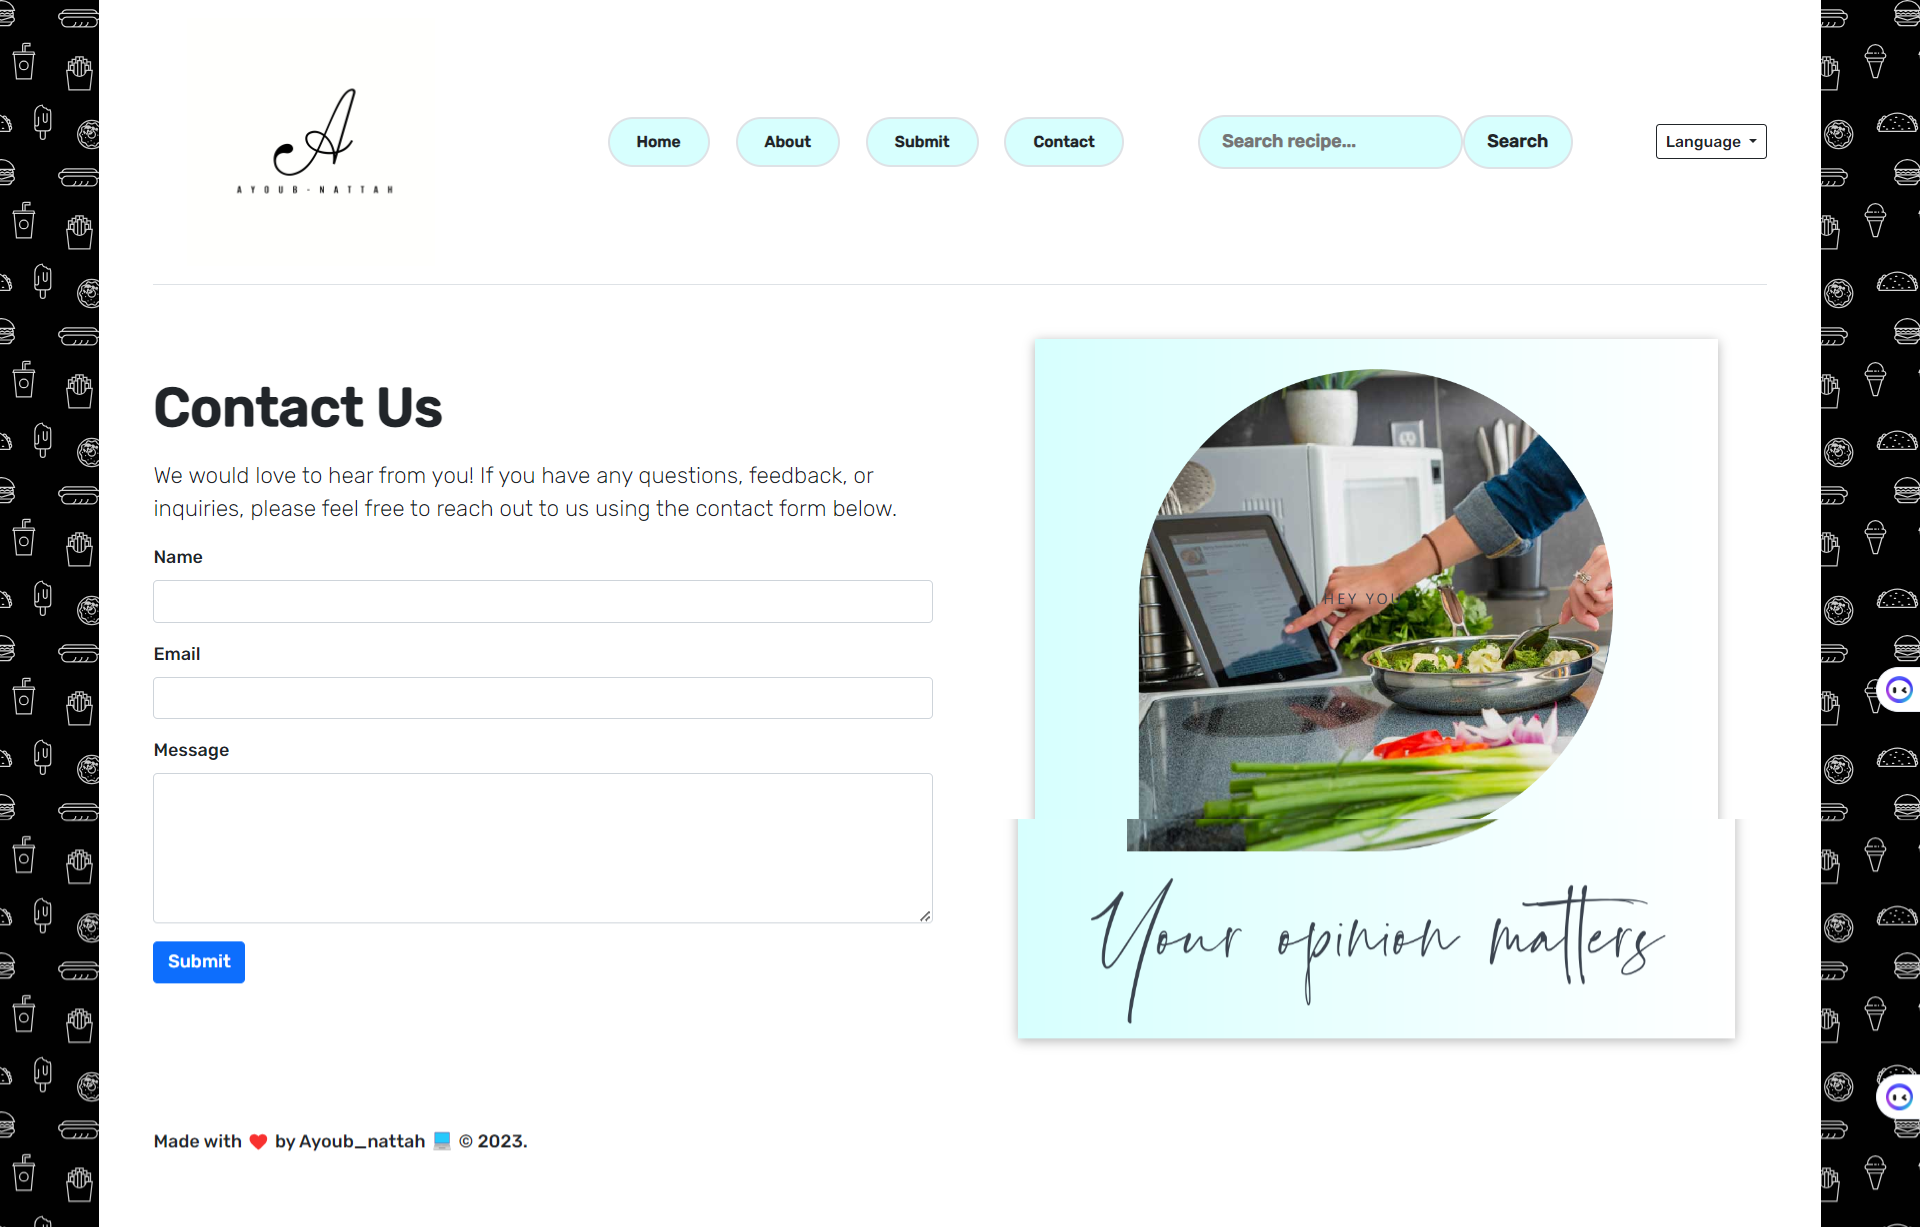 A
AYOUB-NATTAH
Home
About
Submit
Contact
Search recipe...
Search
Language
Contact Us
We would love to hear from you! If you have any questions, feedback, or
inquiries, please feel free to reach out to us using the contact form below.
Name
Email
Message
Submit
HEY YOU
Your opinion matters
Made with ❤️ by Ayoub_nattah 💻 © 2023.